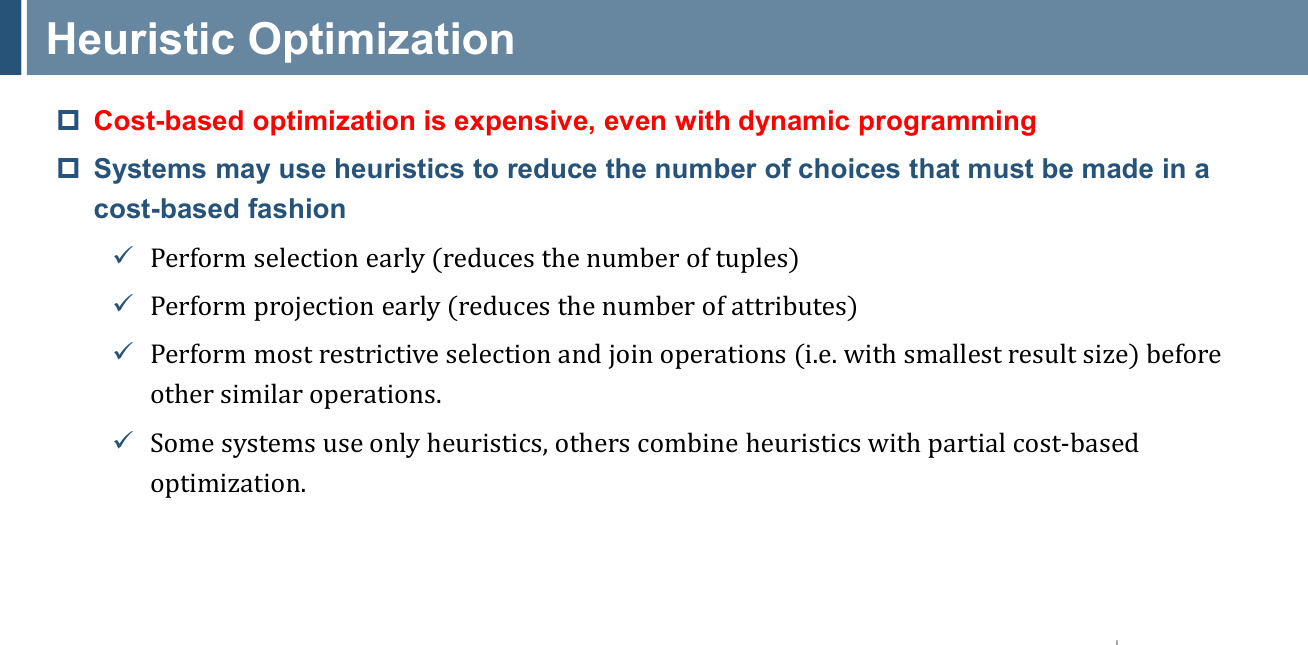 Heuristic Optimization
Cost-based optimization is expensive, even with dynamic programming
Systems may use heuristics to reduce the number of choices that must be made in a
cost-based fashion
Perform selection early (reduces the number of tuples)
Perform projection early (reduces the number of attributes)
Perform most restrictive selection and join operations (i.e. with smallest result size) before
other similar operations.
Some systems use only heuristics, others combine heuristics with partial cost-based
optimization.